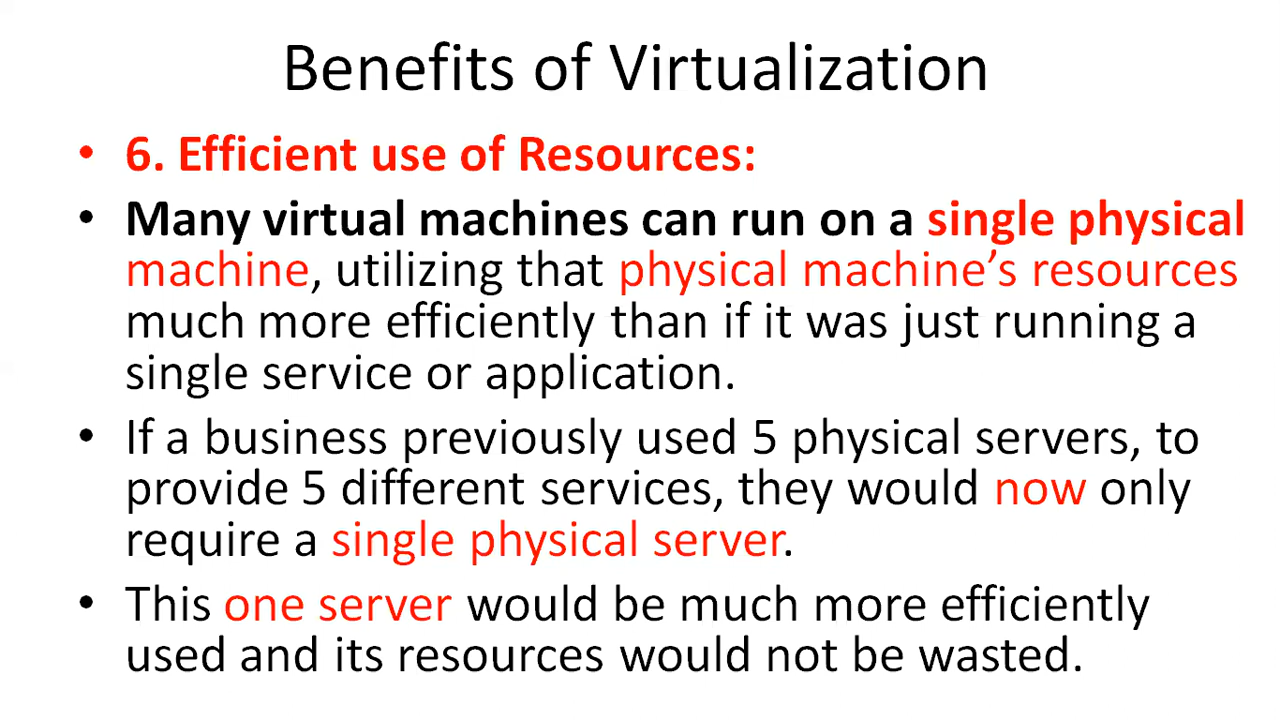 Benefits of Virtualization
• 6. Efficient use of Resources:
• Many virtual machines can run on a single physical
machine, utilizing that physical machine’s resources
much more efficiently than if it was just running a
single service or application.
• If a business previously used 5 physical servers, to
provide 5 different services, they would now only
require a single physical server.
• This one server would be much more efficiently
used and its resources would not be wasted.